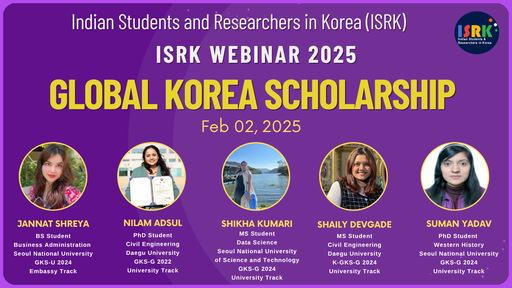 Indian Students and Researchers in Korea (ISRK)
ISRK
Indian Students &
Researchers in Korea
ISRK WEBINAR 2025
GLOBAL KOREA SCHOLARSHIP
Feb 02, 2025
JANNAT SHREYA
BS Student
Business Administration
Seoul National University
GKS-U 2024
Embassy Track
NILAM ADSUL
PhD Student
Civil Engineering
Daegu University
GKS-G 2022
University Track
SHIKHA KUMARI
MS Student
Data Science
Seoul National University
of Science and Technology
GKS-G 2024
University Track
SHAILY DEVGADE
MS Student
Civil Engineering
Daegu University
K-GKS-G 2024
University Track
SUMAN YADAV
PhD Student
Western History
Seoul National University
GKS-G 2024
University Track